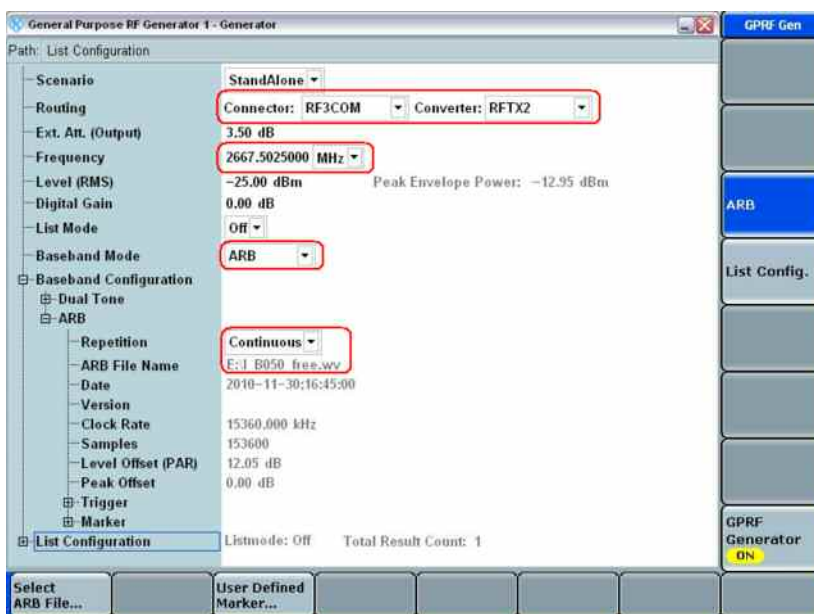 General Purpose RF Generator 1 - Generator
GPRF Gen
Path: List Configuration
Scenario StandAlone
Routing Connector: RF3COM Converter: RFTX2
Ext. Att. (Output) 3.50 dB
Frequency 2667.5025000 MHz
Level (RMS) -25.00 dBm Peak Envelope Power: -12.95 dBm
Digital Gain 0.00 dB
List Mode Off
Baseband Mode ARB
Baseband Configuration
Dual Tone
ARB
Repetition Continuous
ARB File Name E:\I_B050_free.wv
Date 2010-11-30;16:45:00
Version
Clock Rate 15360.000 kHz
Samples 153600
Level Offset (PAR) 12.05 dB
Peak Offset 0.00 dB
Trigger
Marker
List Configuration Listmode: Off Total Result Count: 1
ARB
List Config.
GPRF
Generator
ON
Select
ARB File...
User Defined
Marker...